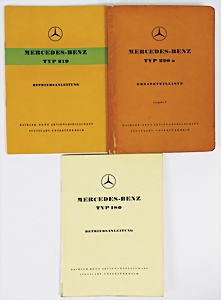 MERCEDES-BENZ
TYP 219
BETRIEBSANLEITUNG
DAIMLER-BENZ AKTIENGESELLSCHAFT
STUTTGART-UNTERTÜRKHEIM
MERCEDES-BENZ
TYP 220 a
ERSATZTEILLISTE
Ausgabe
DAIMLER-BENZ AKTIENGESELLSCHAFT
STUTTGART-UNTERTÜRKHEIM
MERCEDES-BENZ
TYP 180
BETRIEBSANLEITUNG
DAIMLER-BENZ AKTIENGESELLSCHAFT
STUTTGART-UNTERTÜRKHEIM